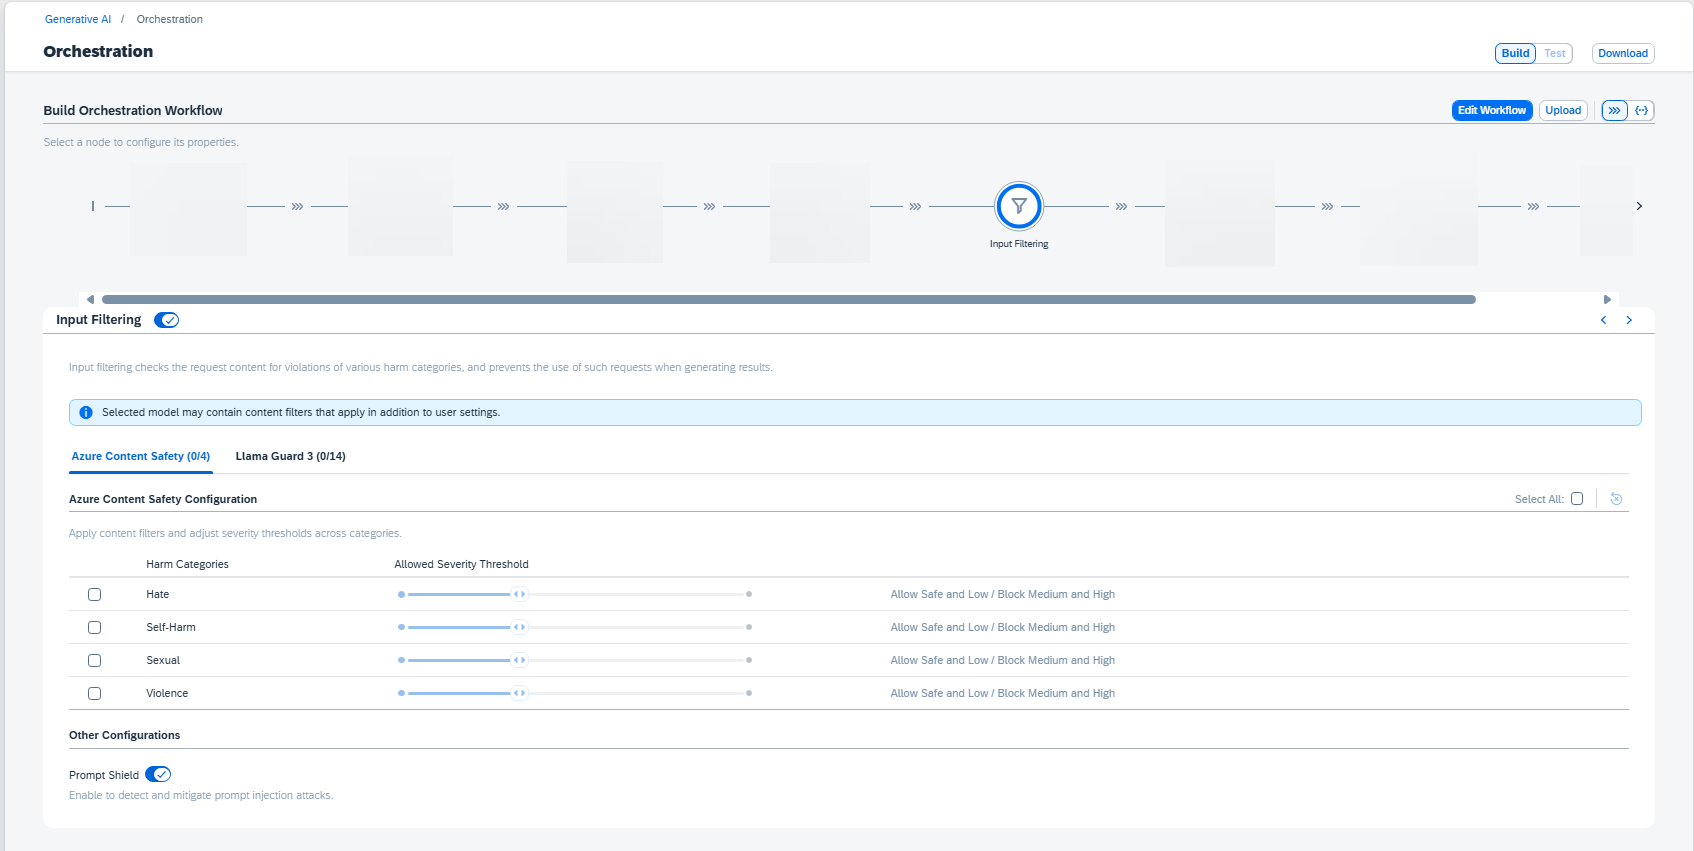 Generative AI / Orchestration
Orchestration
Build Test Download
Build Orchestration Workflow
Edit Workflow Upload
Select a node to configure its properties.
Input Filtering
Input Filtering
Input filtering checks the request content for violations of various harm categories, and prevents the use of such requests when generating results.
Selected model may contain content filters that apply in addition to user settings.
Azure Content Safety (0/4) Llama Guard 3 (0/14)
Azure Content Safety Configuration Select All:
Apply content filters and adjust severity thresholds across categories.
Harm Categories Allowed Severity Threshold
Hate Allow Safe and Low / Block Medium and High
Self-Harm Allow Safe and Low / Block Medium and High
Sexual Allow Safe and Low / Block Medium and High
Violence Allow Safe and Low / Block Medium and High
Other Configurations
Prompt Shield
Enable to detect and mitigate prompt injection attacks.